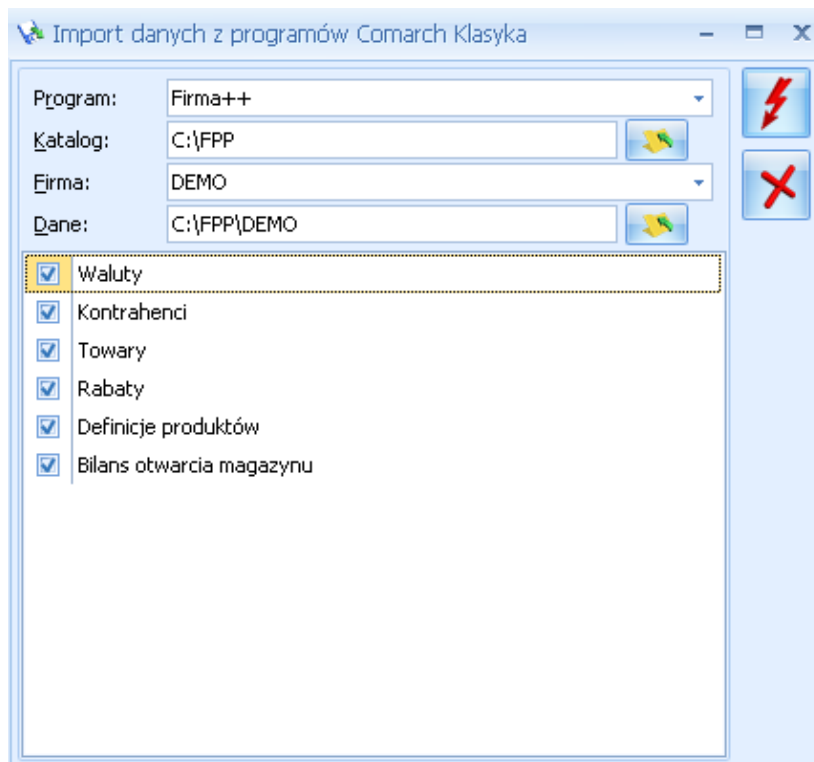 Import danych z programów Comarch Klasyka
Program: Firma++
Katalog: C:\FPP
Firma: DEMO
Dane: C:\FPP\DEMO
Waluty
Kontrahenci
Towary
Rabaty
Definicje produktów
Bilans otwarcia magazynu